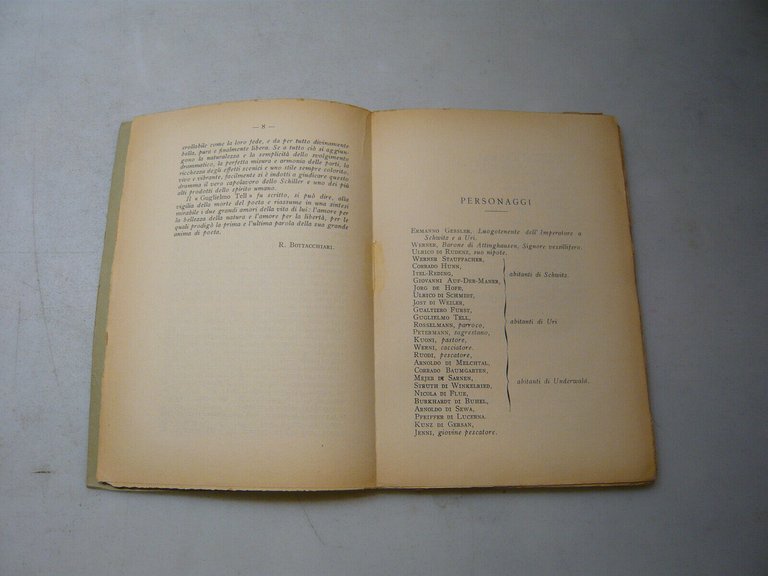 — 8 —
crollabile come la loro fede, e da per tutto divinamente
bella, pura e finalmente libera. Se a tutto ciò si aggiun-
gono la naturalezza e la semplicità dello svolgimento
drammatico, la perfetta misura e armonia delle parti, la
ricchezza degli effetti scenici e uno stile sempre colorito,
vivo e vibrante, facilmente si è indotti a giudicare questo
dramma il vero capolavoro dello Schiller e uno dei più
alti prodotti dello spirito umano.
Il « Guglielmo Tell » fu scritto, si può dire, alla
vigilia della morte del poeta e riassume in una sintesi
mirabile i due grandi amori della vita di lui: l'amore per
la bellezza della natura e l'amore per la libertà, per le
quali prodigò la prima e l'ultima parola della sua grande
anima di poeta.
R. BOTTACCHIARI.
PERSONAGGI
ERMANNO GESSLER, Luogotenente dell'Imperatore a
Schwitz e a Uri.
WERNER, Barone di Attinghausen, Signore vessillifero.
ULRICO DI RUDENZ, suo nipote.
WERNER STAUFFACHER,
CORRADO HUNN,
ITEL-REDING,
GIOVANNI AUF-DER-MANER,
JORG DE HOFE,
ULRICO DI SCHMIDT,
JOST DI WEILER,
abitanti di Schwitz.
GUALTIERO FURST,
GUGLIELMO TELL,
ROSSELMANN, parroco,
PETERMANN, sagrestano,
KUONI, pastore,
WERNI, cacciatore.
RUODI, pescatore,
abitanti di Uri
ARNOLDO DI MELCHTAL,
CORRADO BAUMGARTEN,
MEJER DI SARNEN,
STRUTH DI WINKELRIED,
NICOLA DI FLUE,
BURKHARDT DI BUHEL,
ARNOLDO DI SEWA,
abitanti di Underwald.
PFEIFFER DI LUCERNA.
KUNZ DI GERSAN,
JENNI, giovine pescatore.